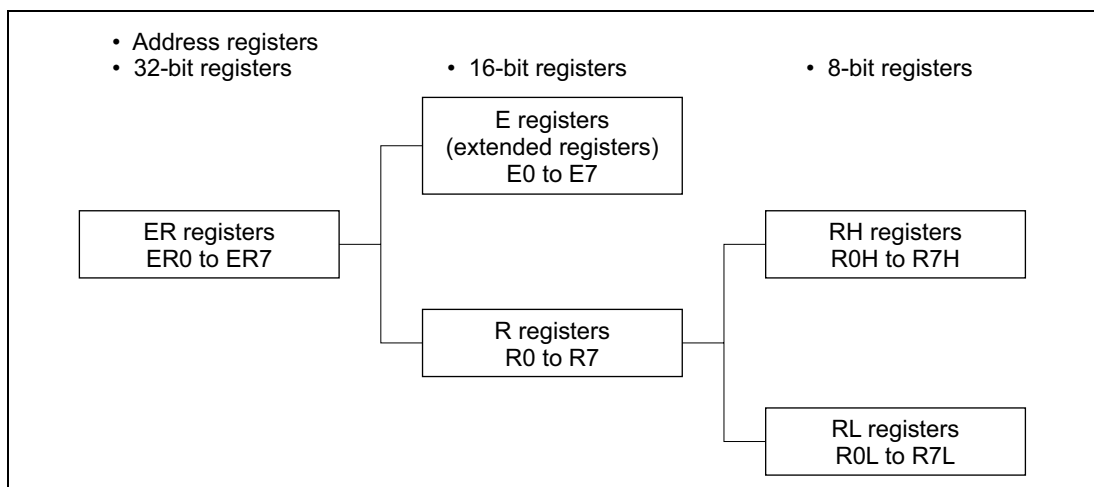 • Address registers
• 32-bit registers
• 16-bit registers
• 8-bit registers
E registers
(extended registers)
E0 to E7
ER registers
ER0 to ER7
RH registers
R0H to R7H
R registers
R0 to R7
RL registers
R0L to R7L